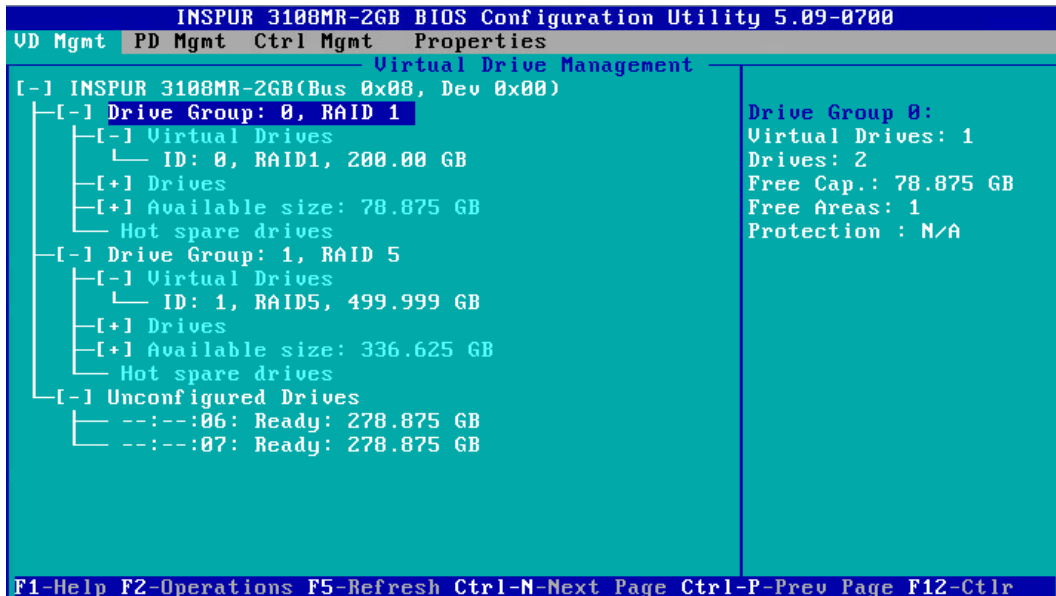 INSPUR 3108MR-2GB BIOS Configuration Utility 5.09-0700
VD Mgmt PD Mgmt Ctrl Mgmt Properties
Virtual Drive Management
[-] INSPUR 3108MR-2GB(Bus 0x08, Dev 0x00)
[-] Drive Group: 0, RAID 1
[-] Virtual Drives
ID: 0, RAID1, 200.00 GB
[+] Drives
[+] Available size: 78.875 GB
Hot spare drives
[-] Drive Group: 1, RAID 5
[-] Virtual Drives
ID: 1, RAID5, 499.999 GB
[+] Drives
[+] Available size: 336.625 GB
Hot spare drives
[-] Unconfigured Drives
--:--:06: Ready: 278.875 GB
--:--:07: Ready: 278.875 GB
Drive Group 0:
Virtual Drives: 1
Drives: 2
Free Cap.: 78.875 GB
Free Areas: 1
Protection : N/A
F1-Help F2-Operations F5-Refresh Ctrl-N-Next Page Ctrl-P-Prev Page F12-Ctlr